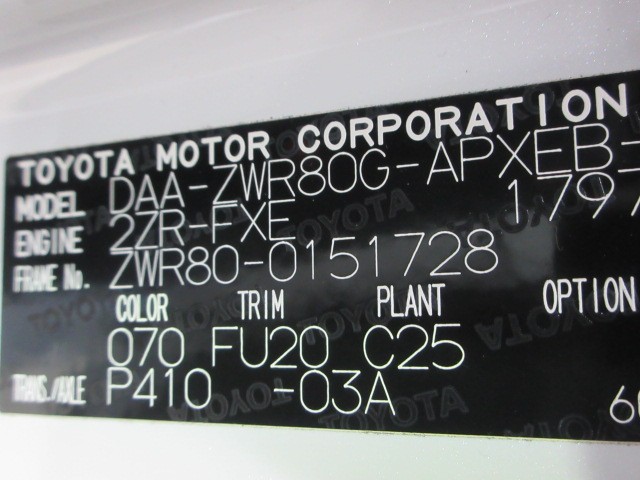 TOYOTA MOTOR CORPORATION
MODEL DAA-ZWR80G-APXEB-
ENGINE 2ZR-FXE 1797
FRAME No. ZWR80-0151728
COLOR TRIM PLANT OPTION
070 FU20 C25
TRANS./AXLE P410 -03A